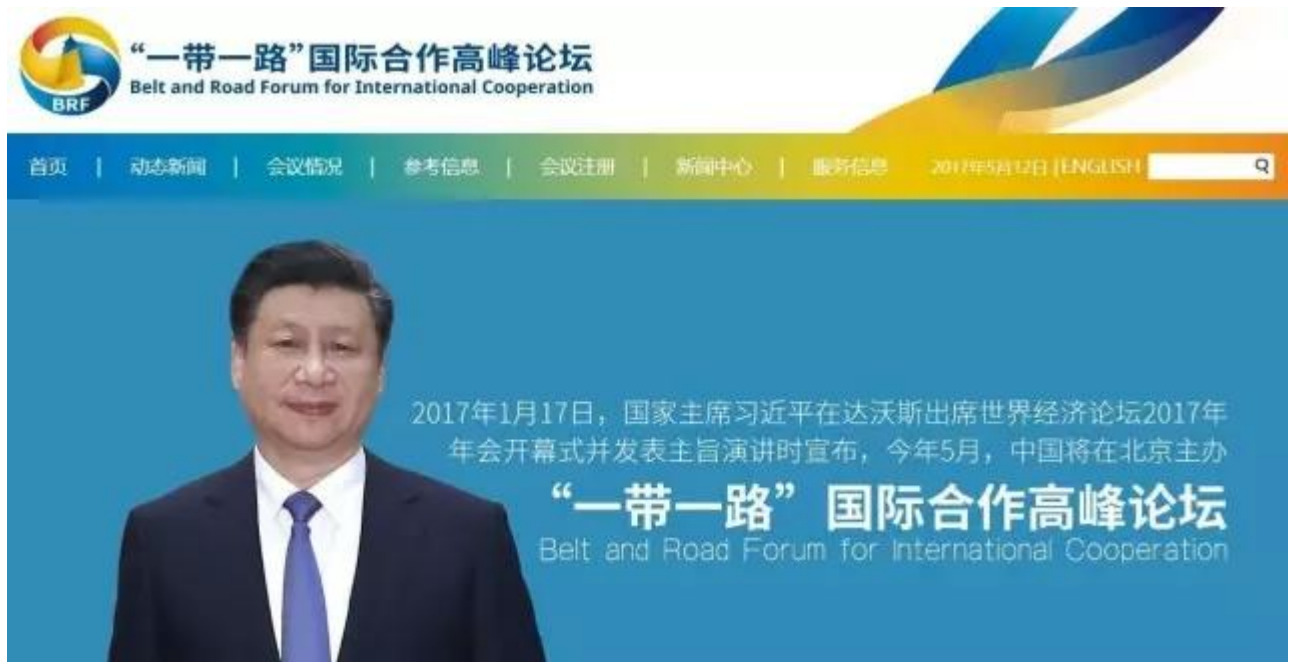 “一带一路”国际合作高峰论坛
Belt and Road Forum for International Cooperation
BRF
首页 | 动态新闻 | 会议情况 | 参考信息 | 会议注册 | 新闻中心 | 服务信息 2017年5月12日 |ENGLISH
2017年1月17日，国家主席习近平在达沃斯出席世界经济论坛2017年
年会开幕式并发表主旨演讲时宣布，今年5月，中国将在北京主办
“一带一路”国际合作高峰论坛
Belt and Road Forum for International Cooperation